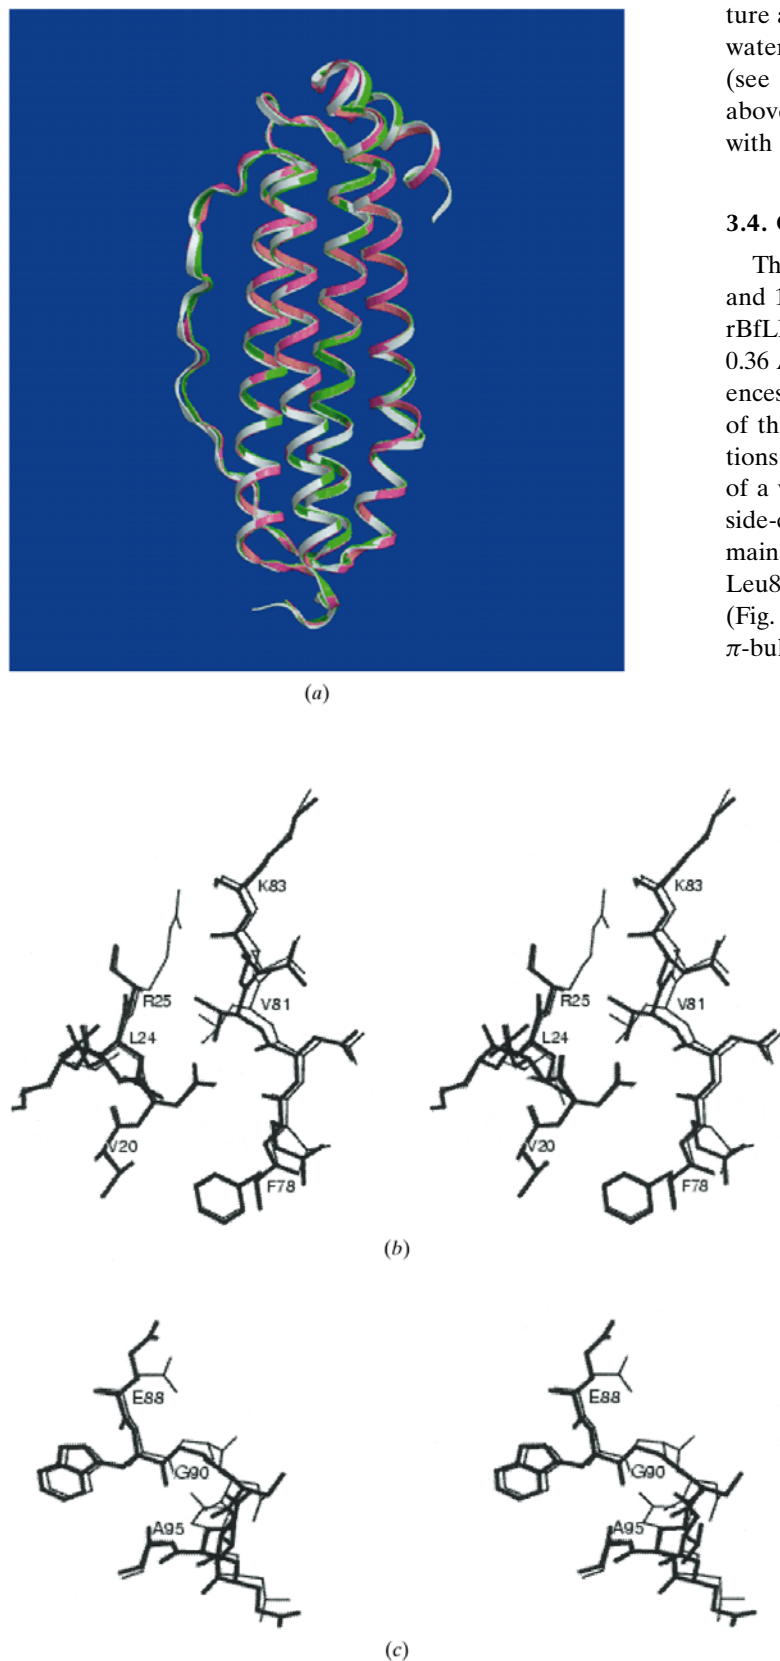 ture a
water
(see
above
with
3.4. C
Th
and 1
rBfL
0.36 Å
ences
of th
tions
of a
side-c
main
Leu8
(Fig.
π-bul
(a)
K83
R25
V81
L24
V20
F78
K83
R25
V81
L24
V20
F78
(b)
E88
G90
A95
E88
G90
A95
(c)